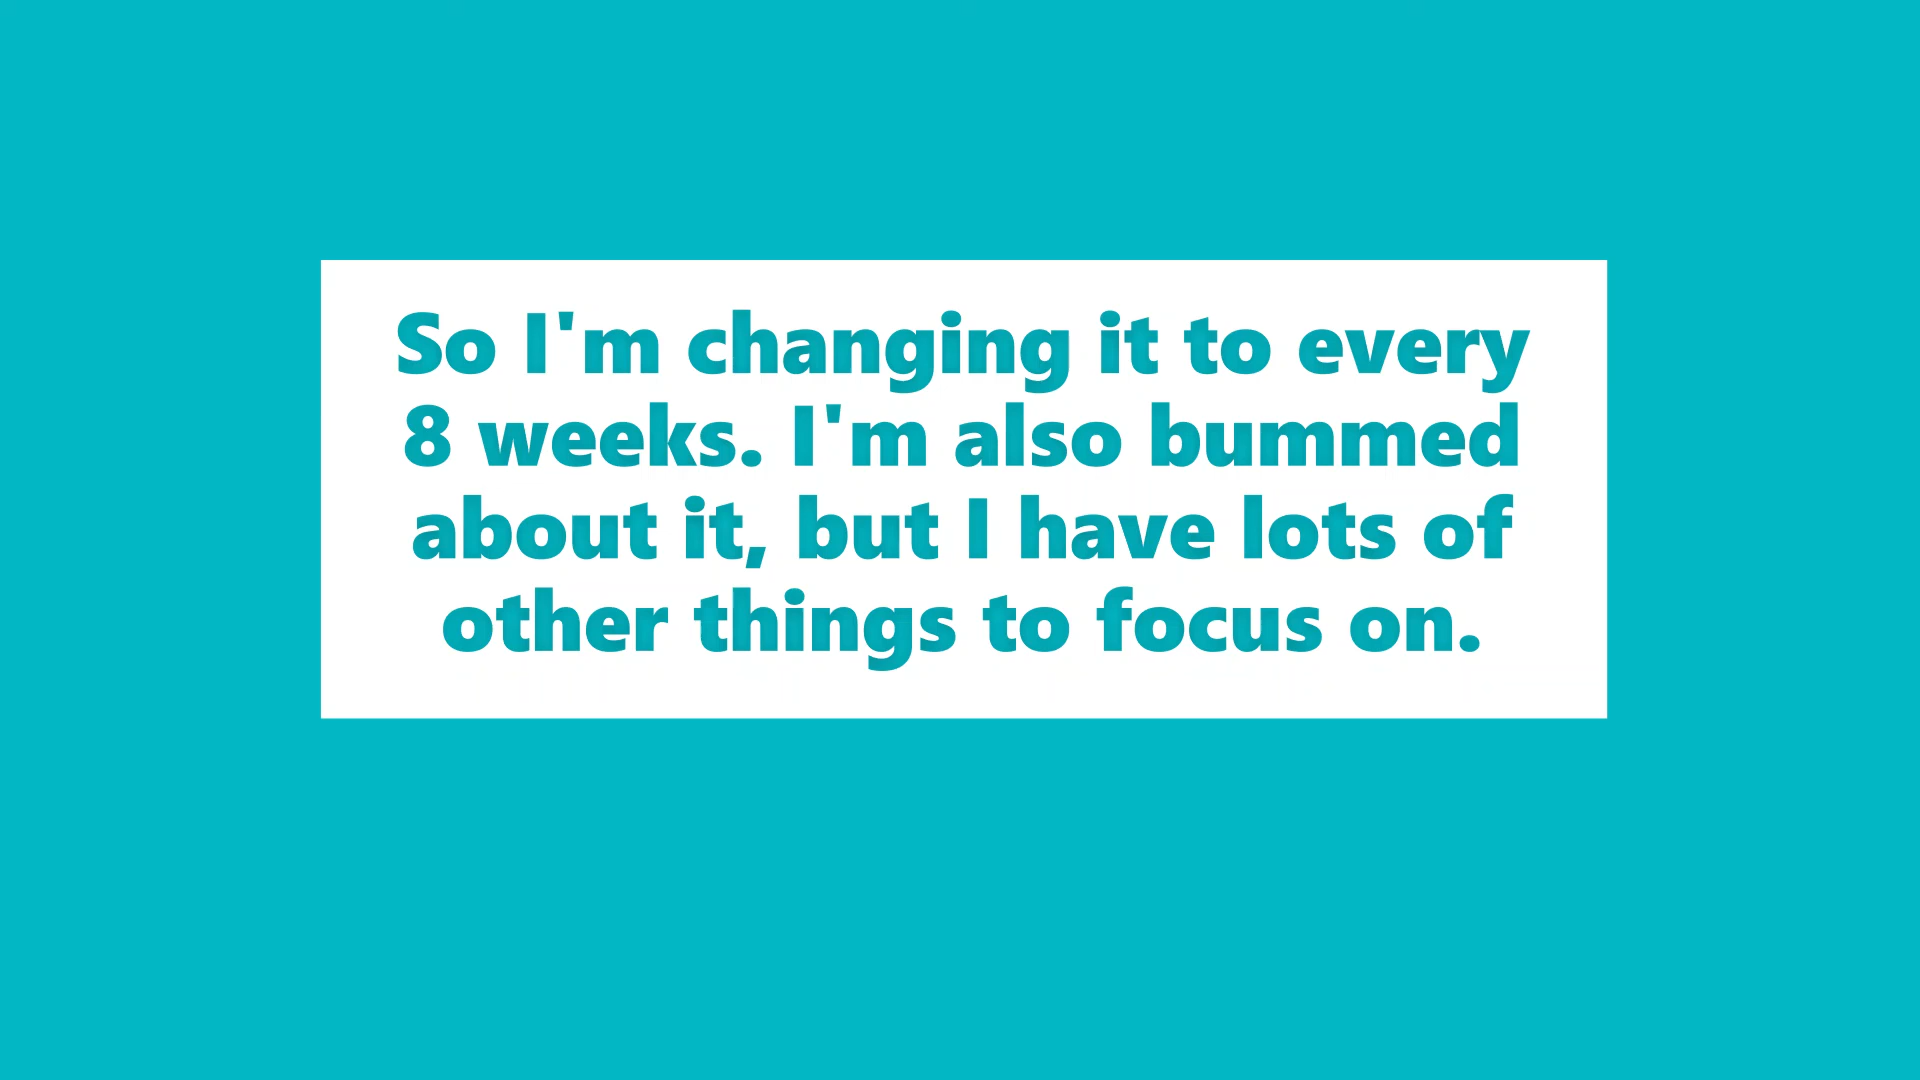 So I'm changing it to every
8 weeks. I'm also bummed
about it, but I have lots of
other things to focus on.